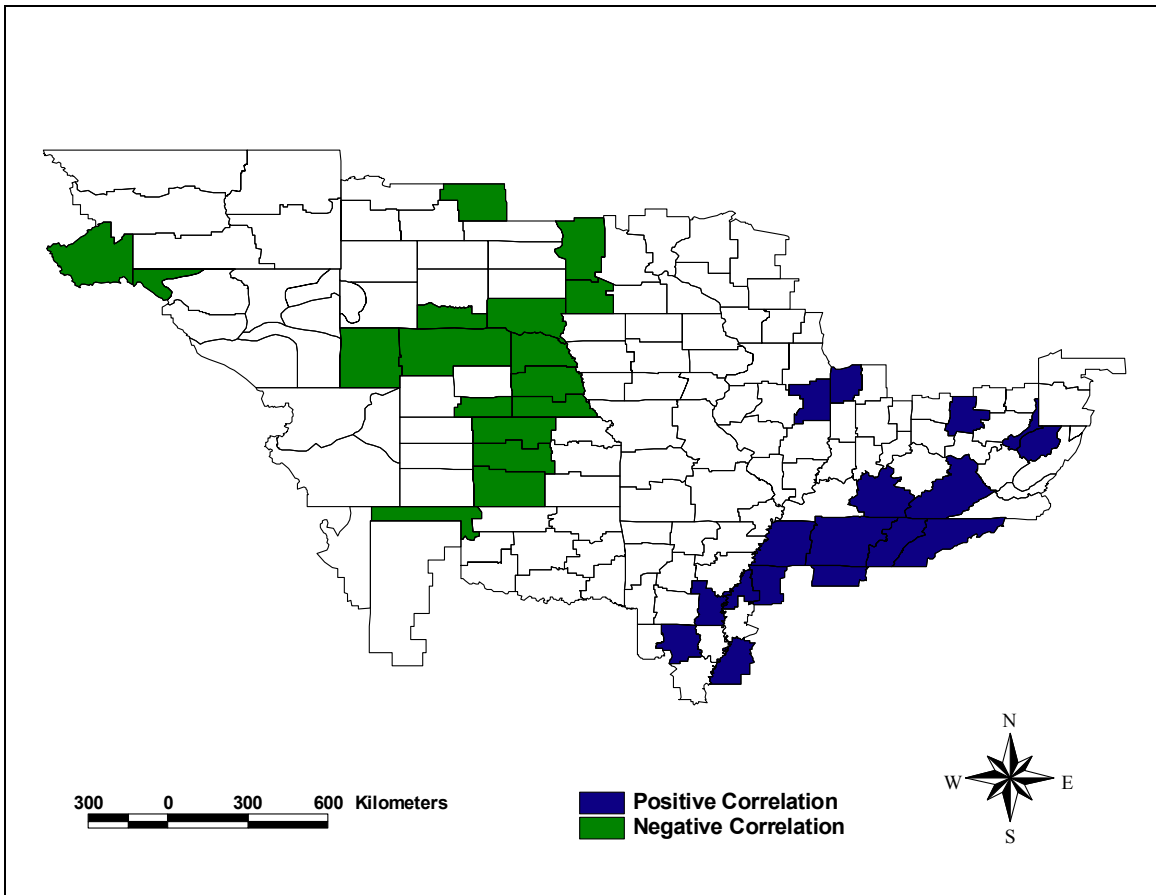 N
W E
S
300 0 300 600 Kilometers
Positive Correlation
Negative Correlation